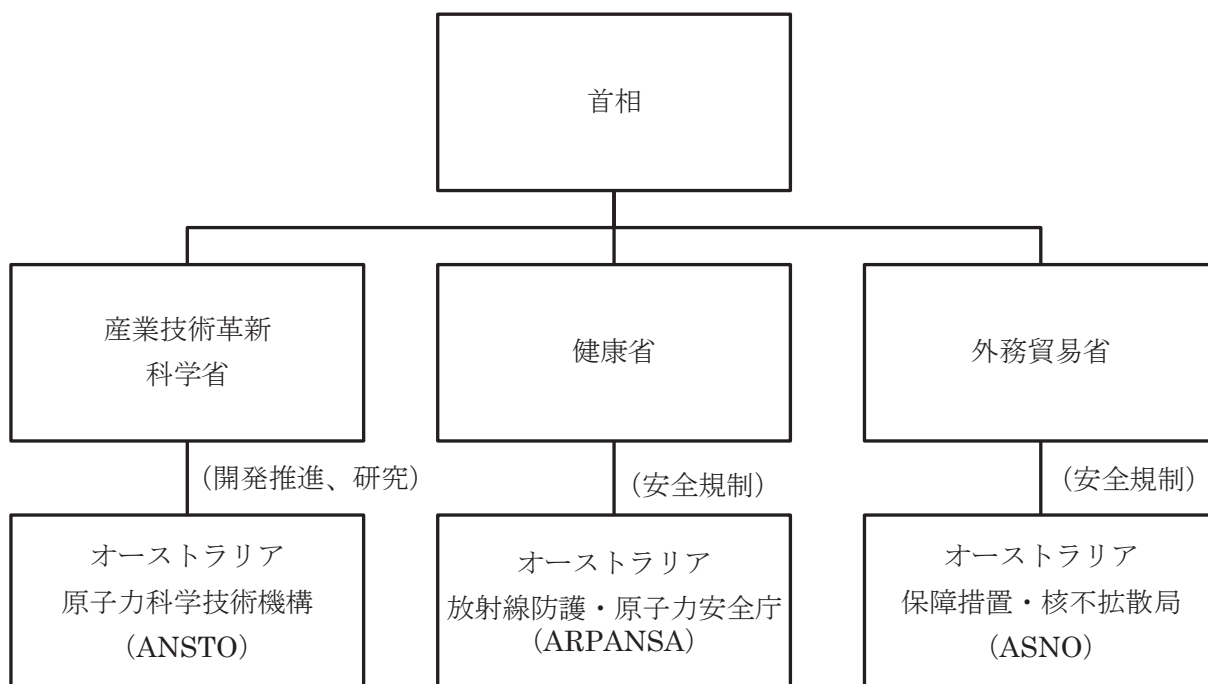 首相
産業技術革新
科学省
健康省
外務貿易省
(開発推進、研究)
(安全規制)
(安全規制)
オーストラリア
原子力科学技術機構
(ANSTO)
オーストラリア
放射線防護・原子力安全庁
(ARPANSA)
オーストラリア
保障措置・核不拡散局
(ASNO)